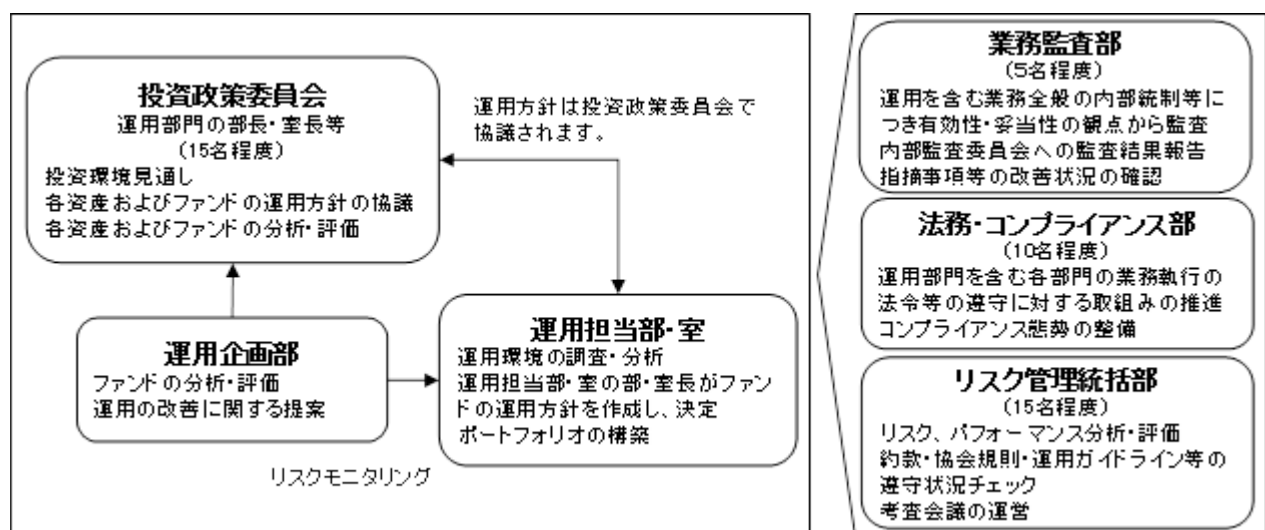 投資政策委員会
運用部門の部長・室長等
(15名程度)
投資環境見通し
各資産およびファンドの運用方針の協議
各資産およびファンドの分析・評価
運用方針は投資政策委員会で
協議されます。
運用企画部
ファンドの分析・評価
運用の改善に関する提案
運用担当部・室
運用環境の調査・分析
運用担当部・室の部・室長がファン
ドの運用方針を作成し、決定
ポートフォリオの構築
リスクモニタリング
業務監査部
(5名程度)
運用を含む業務全般の内部統制等に
つき有効性・妥当性の観点から監査
内部監査委員会への監査結果報告
指摘事項等の改善状況の確認
法務・コンプライアンス部
(10名程度)
運用部門を含む各部門の業務執行の
法令等の遵守に対する取組みの推進
コンプライアンス態勢の整備
リスク管理統括部
(15名程度)
リスク、パフォーマンス分析・評価
約款・協会規則・運用ガイドライン等の
遵守状況チェック
考査会議の運営